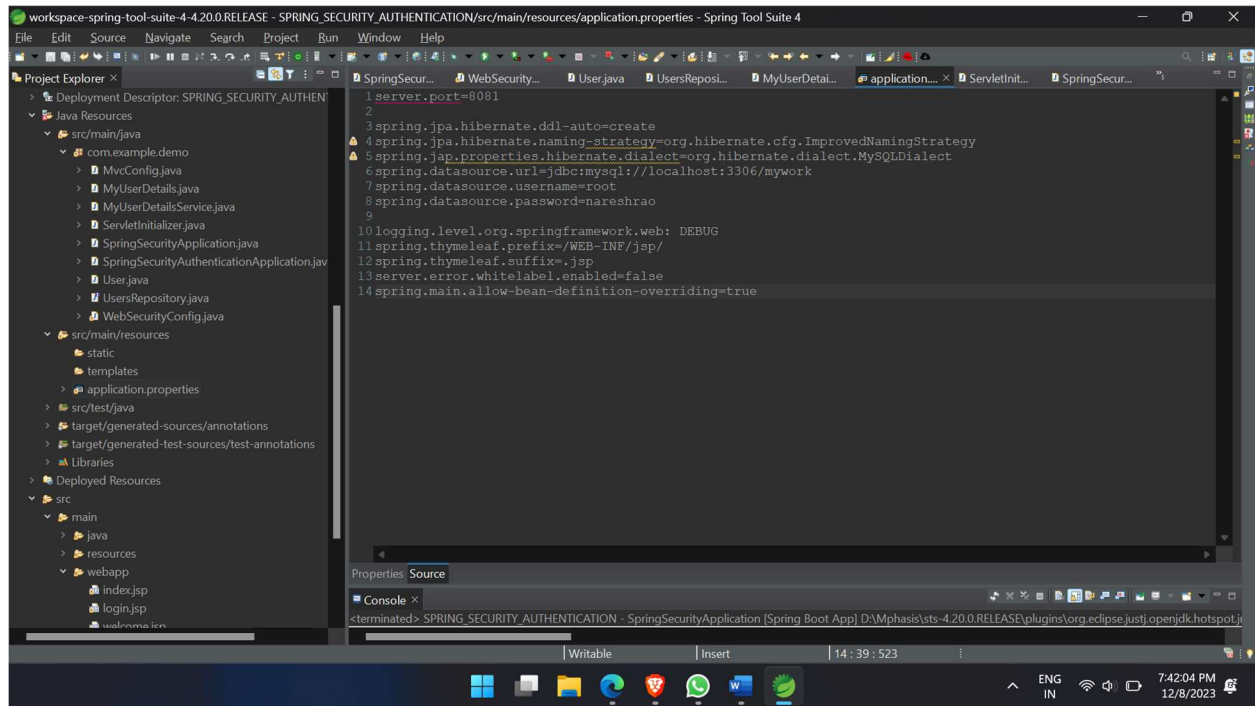 workspace-spring-tool-suite-4-4.20.0.RELEASE - SPRING_SECURITY_AUTHENTICATION/src/main/resources/application.properties - Spring Tool Suite 4
File Edit Source Navigate Search Project Run Window Help
Project Explorer
SpringSecur... WebSecurity... User.java UsersReposi... MyUserDetai... application.... ServletInit... SpringSecur...
Deployment Descriptor: SPRING_SECURITY_AUTHEN
Java Resources
src/main/java
com.example.demo
MvcConfig.java
MyUserDetails.java
MyUserDetailsService.java
ServletInitializer.java
SpringSecurityApplication.java
SpringSecurityAuthenticationApplication.jav
User.java
UsersRepository.java
WebSecurityConfig.java
src/main/resources
static
templates
application.properties
src/test/java
target/generated-sources/annotations
target/generated-test-sources/test-annotations
Libraries
Deployed Resources
src
main
java
resources
webapp
index.jsp
login.jsp
welcome.jsp
1 server.port=8081
2
3 spring.jpa.hibernate.ddl-auto=create
4 spring.jpa.hibernate.naming-strategy=org.hibernate.cfg.ImprovedNamingStrategy
5 spring.jap.properties.hibernate.dialect=org.hibernate.dialect.MySQLDialect
6 spring.datasource.url=jdbc:mysql://localhost:3306/mywork
7 spring.datasource.username=root
8 spring.datasource.password=nareshrao
9
10 logging.level.org.springframework.web: DEBUG
11 spring.thymeleaf.prefix=/WEB-INF/jsp/
12 spring.thymeleaf.suffix=.jsp
13 server.error.whitelabel.enabled=false
14 spring.main.allow-bean-definition-overriding=true
Properties Source
Console
<terminated> SPRING_SECURITY_AUTHENTICATION - SpringSecurityApplication [Spring Boot App] D:\Mphasis\sts-4.20.0.RELEASE\plugins\org.eclipse.justj.openjdk.hotspot.j
Writable Insert 14 : 39 : 523
ENG
IN
7:42:04 PM
12/8/2023